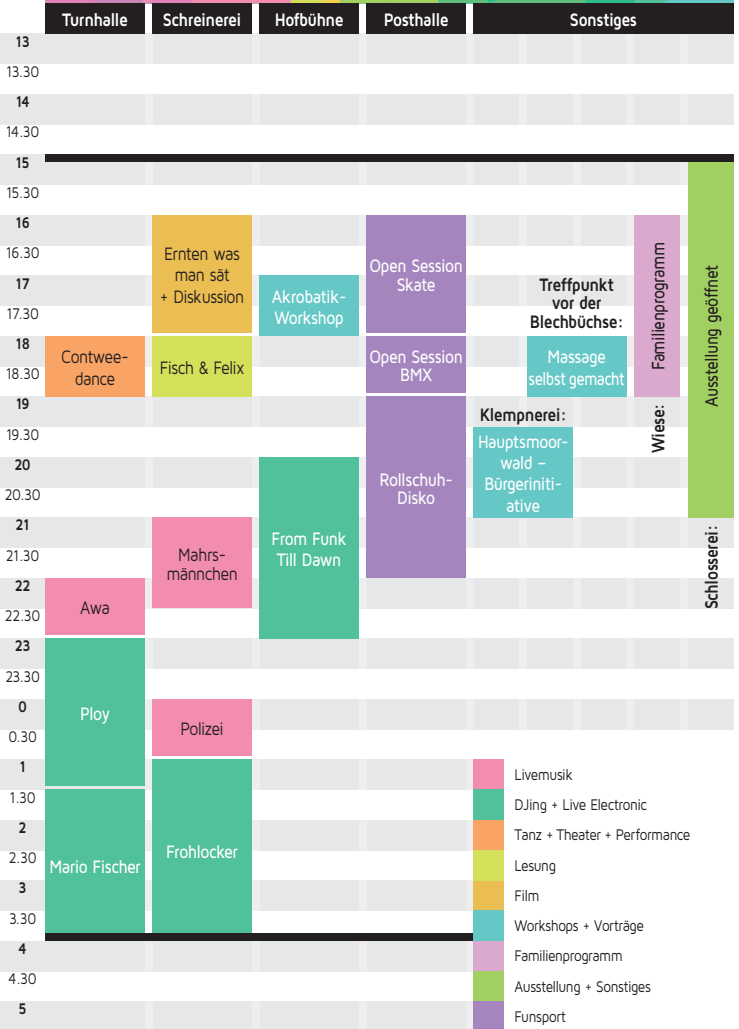 Turnhalle
Schreinerei
Hofbühne
Posthalle
Sonstiges
13
13.30
14
14.30
15
15.30
16
16.30
17
17.30
18
18.30
19
19.30
20
20.30
21
21.30
22
22.30
23
23.30
0
0.30
1
1.30
2
2.30
3
3.30
4
4.30
5
Contwee-
dance
Awa
Ploy
Mario Fischer
Ernten was
man sät
+ Diskussion
Fisch & Felix
Mahrs-
männchen
Polizei
Frohlocker
Akrobatik-
Workshop
From Funk
Till Dawn
Open Session
Skate
Open Session
BMX
Rollschuh-
Disko
Klempnerei:
Hauptsmoor-
wald –
Bürgeriniti-
ative
Treffpunkt
vor der
Blechbüchse:
Massage
selbst gemacht
Wiese:
Familienprogramm
Schlosserei:
Ausstellung geöffnet
Livemusik
DJing + Live Electronic
Tanz + Theater + Performance
Lesung
Film
Workshops + Vorträge
Familienprogramm
Ausstellung + Sonstiges
Funsport